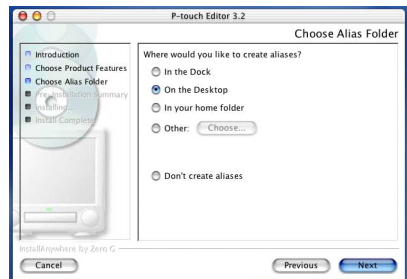 P-touch Editor 3.2
Choose Alias Folder
Introduction
Choose Product Features
Choose Alias Folder
Pre-Installation Summary
Installing...
Install Complete
Where would you like to create aliases?
In the Dock
On the Desktop
In your home folder
Other: Choose...
Don't create aliases
InstallAnywhere by Zero G
Cancel
Previous
Next